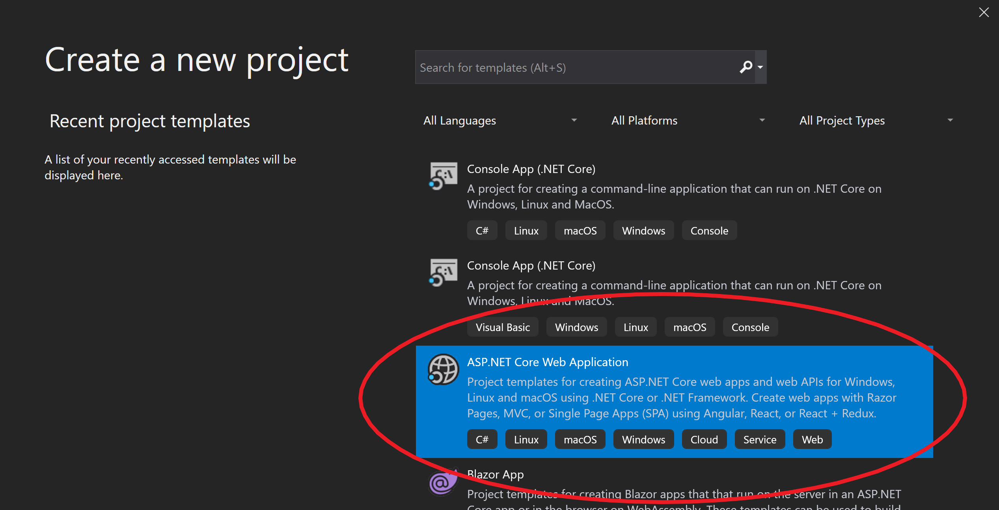 Create a new project
Search for templates (Alt+S)
Recent project templates
A list of your recently accessed templates will be
displayed here.
All Languages
All Platforms
All Project Types
Console App (.NET Core)
A project for creating a command-line application that can run on .NET Core on
Windows, Linux and MacOS.
C# Linux macOS Windows Console
Console App (.NET Core)
A project for creating a command-line application that can run on .NET Core on
Windows, Linux and MacOS.
Visual Basic Windows Linux macOS Console
ASP.NET Core Web Application
Project templates for creating ASP.NET Core web apps and web APIs for Windows,
Linux and macOS using .NET Core or .NET Framework. Create web apps with Razor
Pages, MVC, or Single Page Apps (SPA) using Angular, React, or React + Redux.
C# Linux macOS Windows Cloud Service Web
Blazor App
Project templates for creating Blazor apps that that run on the server in an ASP.NET
Core app or in the browser on WebAssembly. These templates can be used to build